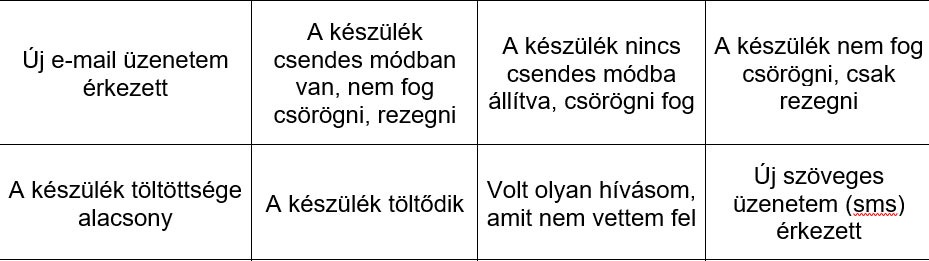 Új e-mail üzenetem
érkezett
A készülék
csendes módban
van, nem fog
csörögni, rezegni
A készülék nincs
csendes módba
állítva, csörögni fog
A készülék nem fog
csörögni, csak
rezegni
A készülék töltöttsége
alacsony
A készülék töltődik
Volt olyan hívásom,
amit nem vettem fel
Új szöveges
üzenetem (sms)
érkezett